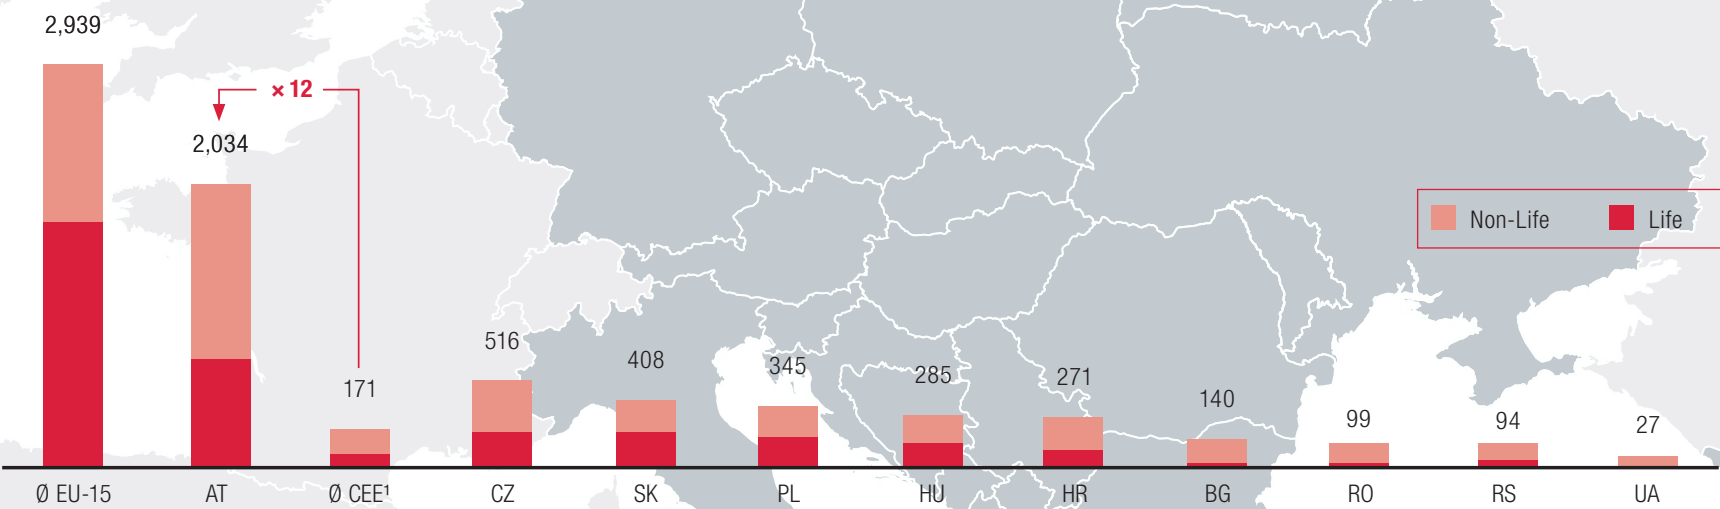 2,939
× 12
2,034
516
408
345
285
271
171
140
99
94
27
Non-Life
Life
Ø EU-15
AT
Ø CEE¹
CZ
SK
PL
HU
HR
BG
RO
RS
UA